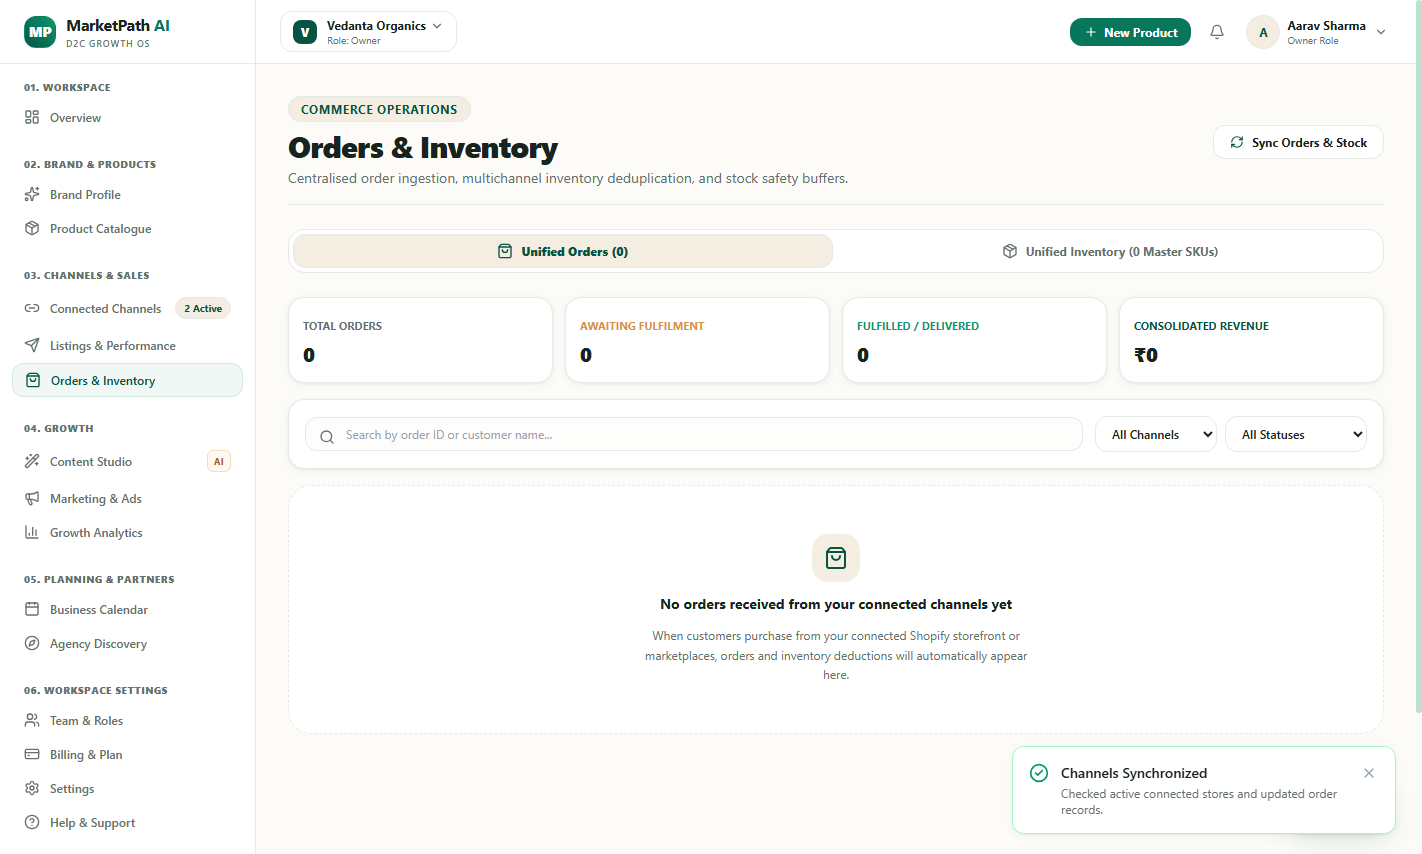 MP
MarketPath AI
D2C GROWTH OS
V
Vedanta Organics
Role: Owner
+ New Product
A
Aarav Sharma
Owner Role
01. WORKSPACE
Overview
02. BRAND & PRODUCTS
Brand Profile
Product Catalogue
03. CHANNELS & SALES
Connected Channels
2 Active
Listings & Performance
Orders & Inventory
04. GROWTH
Content Studio
AI
Marketing & Ads
Growth Analytics
05. PLANNING & PARTNERS
Business Calendar
Agency Discovery
06. WORKSPACE SETTINGS
Team & Roles
Billing & Plan
Settings
Help & Support
COMMERCE OPERATIONS
Orders & Inventory
Centralised order ingestion, multichannel inventory deduplication, and stock safety buffers.
Sync Orders & Stock
Unified Orders (0)
Unified Inventory (0 Master SKUs)
TOTAL ORDERS
0
AWAITING FULFILMENT
0
FULFILLED / DELIVERED
0
CONSOLIDATED REVENUE
₹0
Search by order ID or customer name...
All Channels
All Statuses
No orders received from your connected channels yet
When customers purchase from your connected Shopify storefront or
marketplaces, orders and inventory deductions will automatically appear
here.
Channels Synchronized
Checked active connected stores and updated order
records.